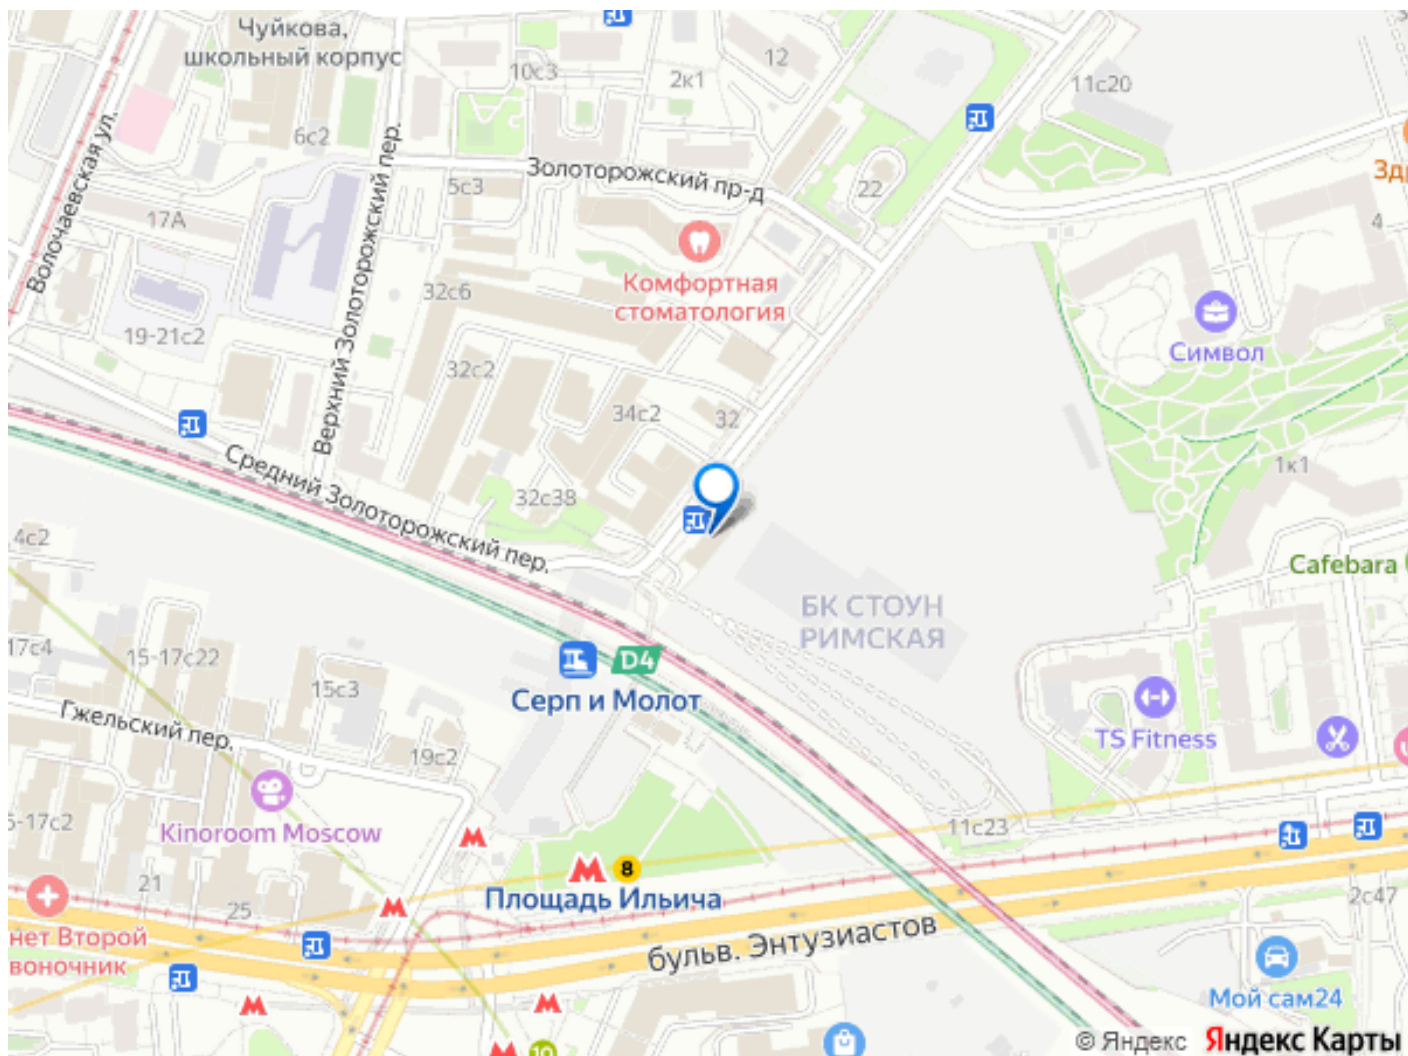 Чуйкова,
школьный корпус
10с3
2к1
12
11с20
Волочаевская ул.
6с2
Верхний Золоторожский пер.
5с3
Золоторожский пр-д
22
4
17А
Комфортная
стоматология
32с6
19-21с2
Символ
32с2
34с2
32
Средний Золоторожский пер.
32с38
1к1
4с2
Cafebara
БК СТОУН
РИМСКАЯ
17с4
15-17с22
D4
Серп и Молот
15с3
Гжельский пер.
19с2
TS Fitness
Kinoroom Moscow
11с23
5-17с2
8
Площадь Ильича
21
25
2с47
нет Второй
воночник
бульв. Энтузиастов
Мой сам24
10
© Яндекс Яндекс Карты